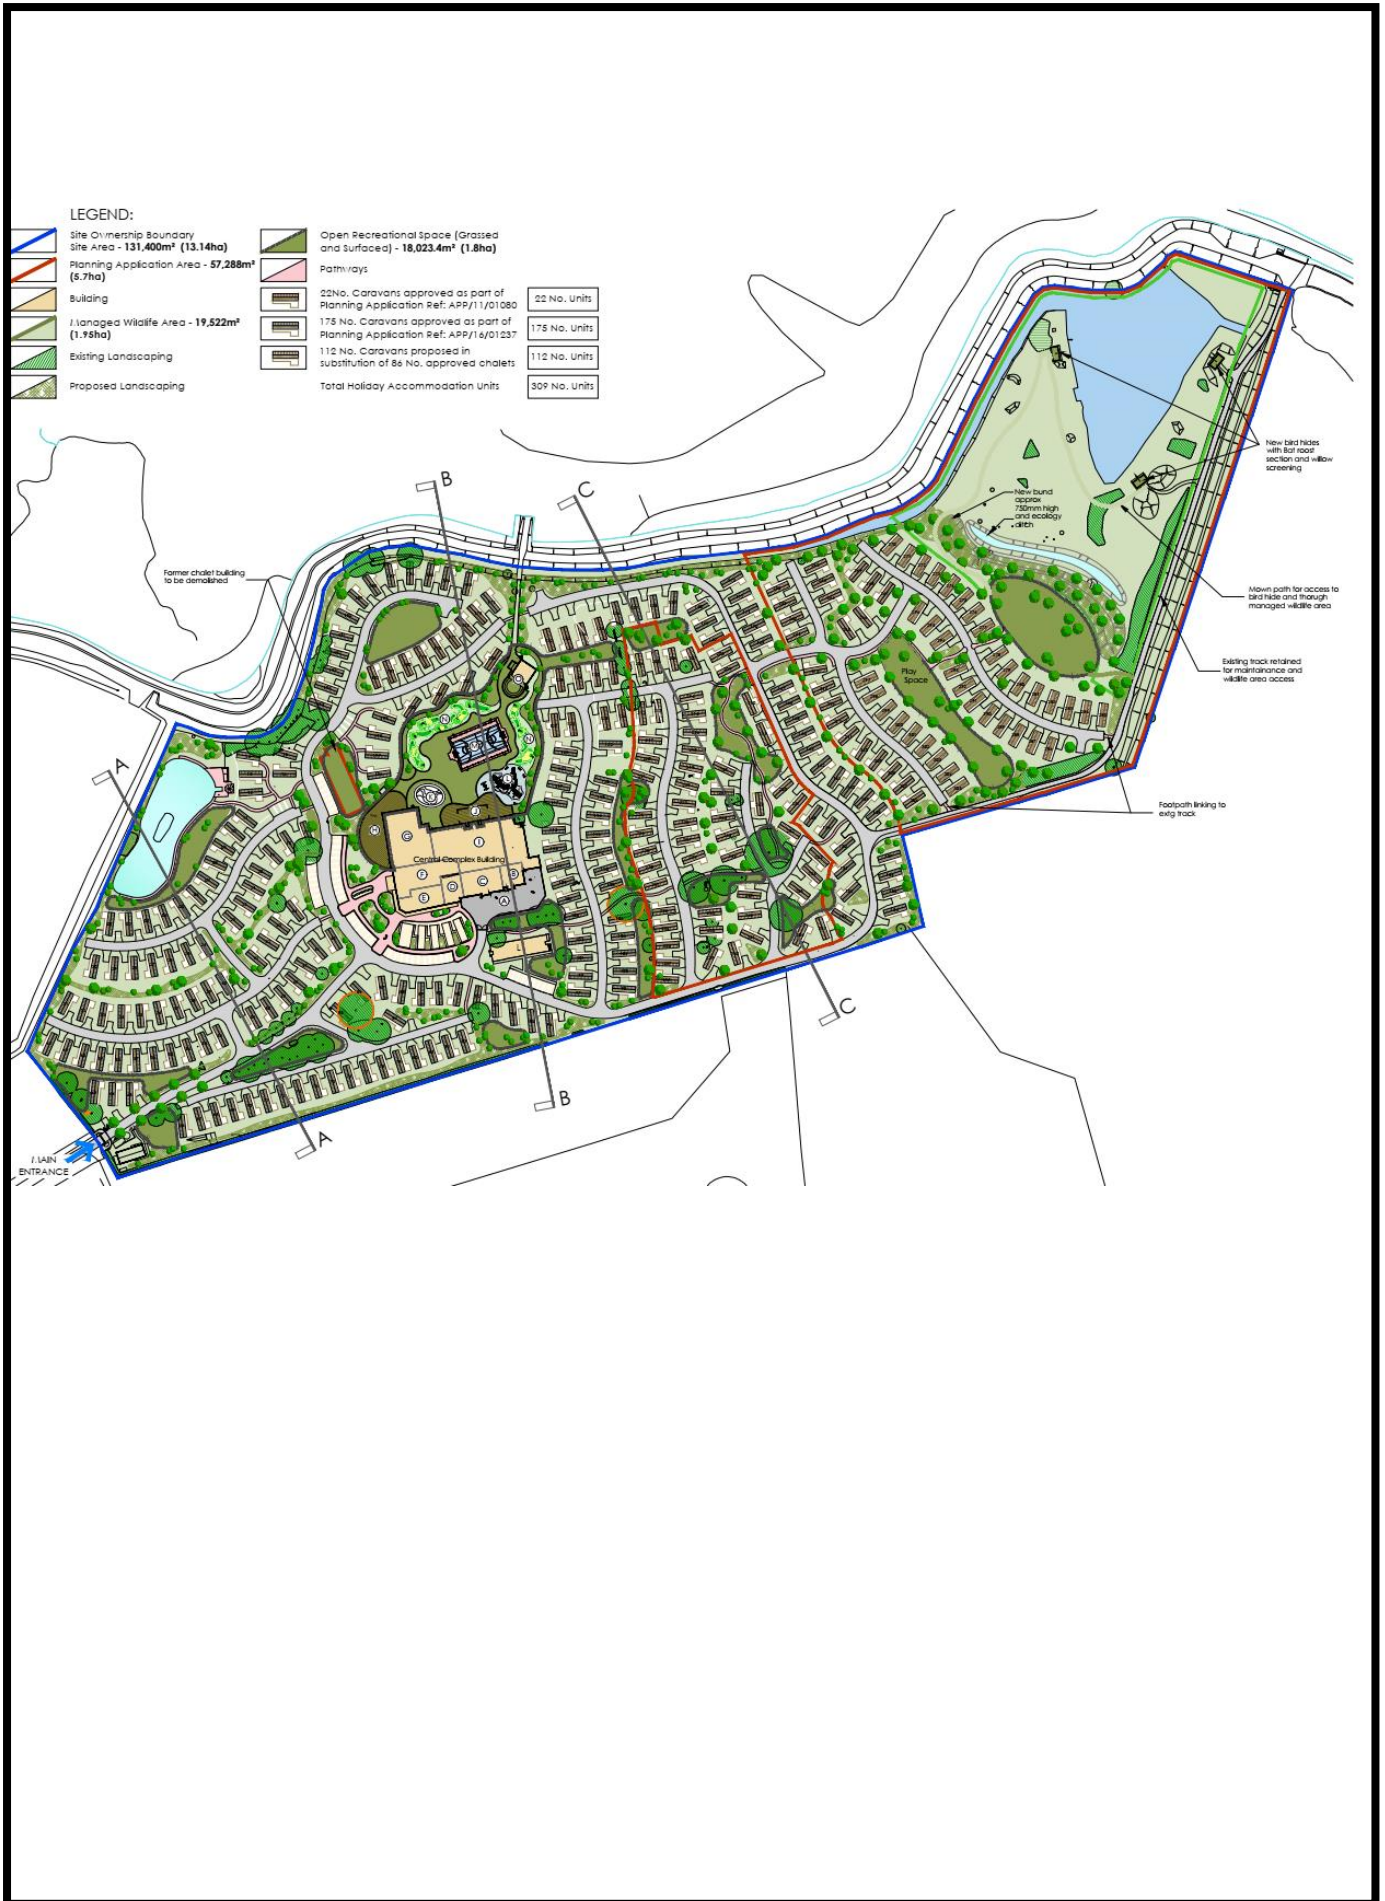 LEGEND:
Site Ownership Boundary
Site Area - 131,400m² (13.14ha)
Planning Application Area - 57,288m²
(5.7ha)
Building
Managed Wildlife Area - 19,522m²
(1.95ha)
Existing Landscaping
Proposed Landscaping
Open Recreational Space (Grassed
and Surfaced) - 18,023.4m² (1.8ha)
Pathways
22No. Caravans approved as part of
Planning Application Ref: APP/11/01080
22 No. Units
175 No. Caravans approved as part of
Planning Application Ref: APP/16/01237
175 No. Units
112 No. Caravans proposed in
substitution of 86 No. approved chalets
112 No. Units
Total Holiday Accommodation Units
309 No. Units
New bird hides
with Bat roost
section and willow
screening
B
C
New bund
approx
750mm high
and ecology
ditch
Former chalet building
to be demolished
Mown path for access to
bird hide and thorugh
managed wildlife area
Existing track retained
for maintainance and
wildlife area access
Play
Space
O
N
M
N
L
A
Footpath linking to
extg track
J
H
G
I
Central Complex Building
F
D
C
B
E
A
L
C
B
A
MAIN
ENTRANCE